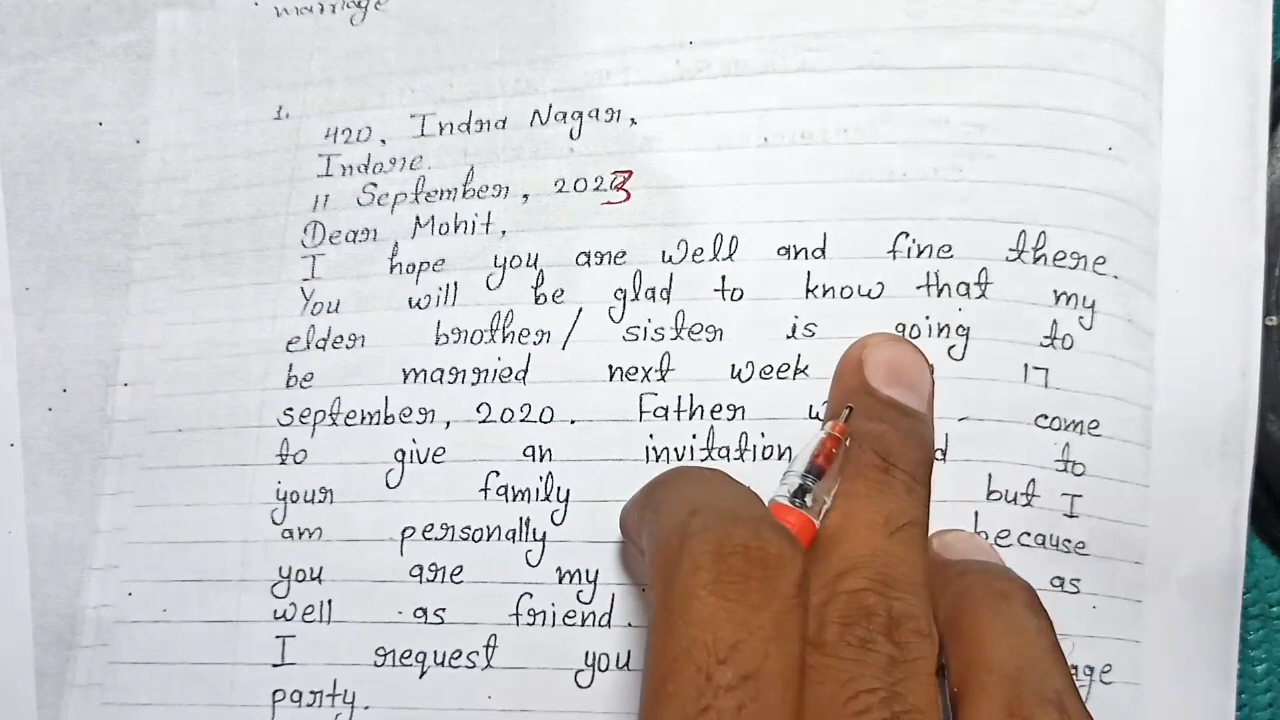 marriage
1.
420, Indra Nagar,
Indore.
11 September, 2023
Dear Mohit,
I hope you are well and fine there.
You will be glad to know that my
elder brother/ sister is going to
be married next week 17
september, 2020. Father come
to give an invitation to
your family but I
am personally because
you are my as
well as friend.
I request you
party.